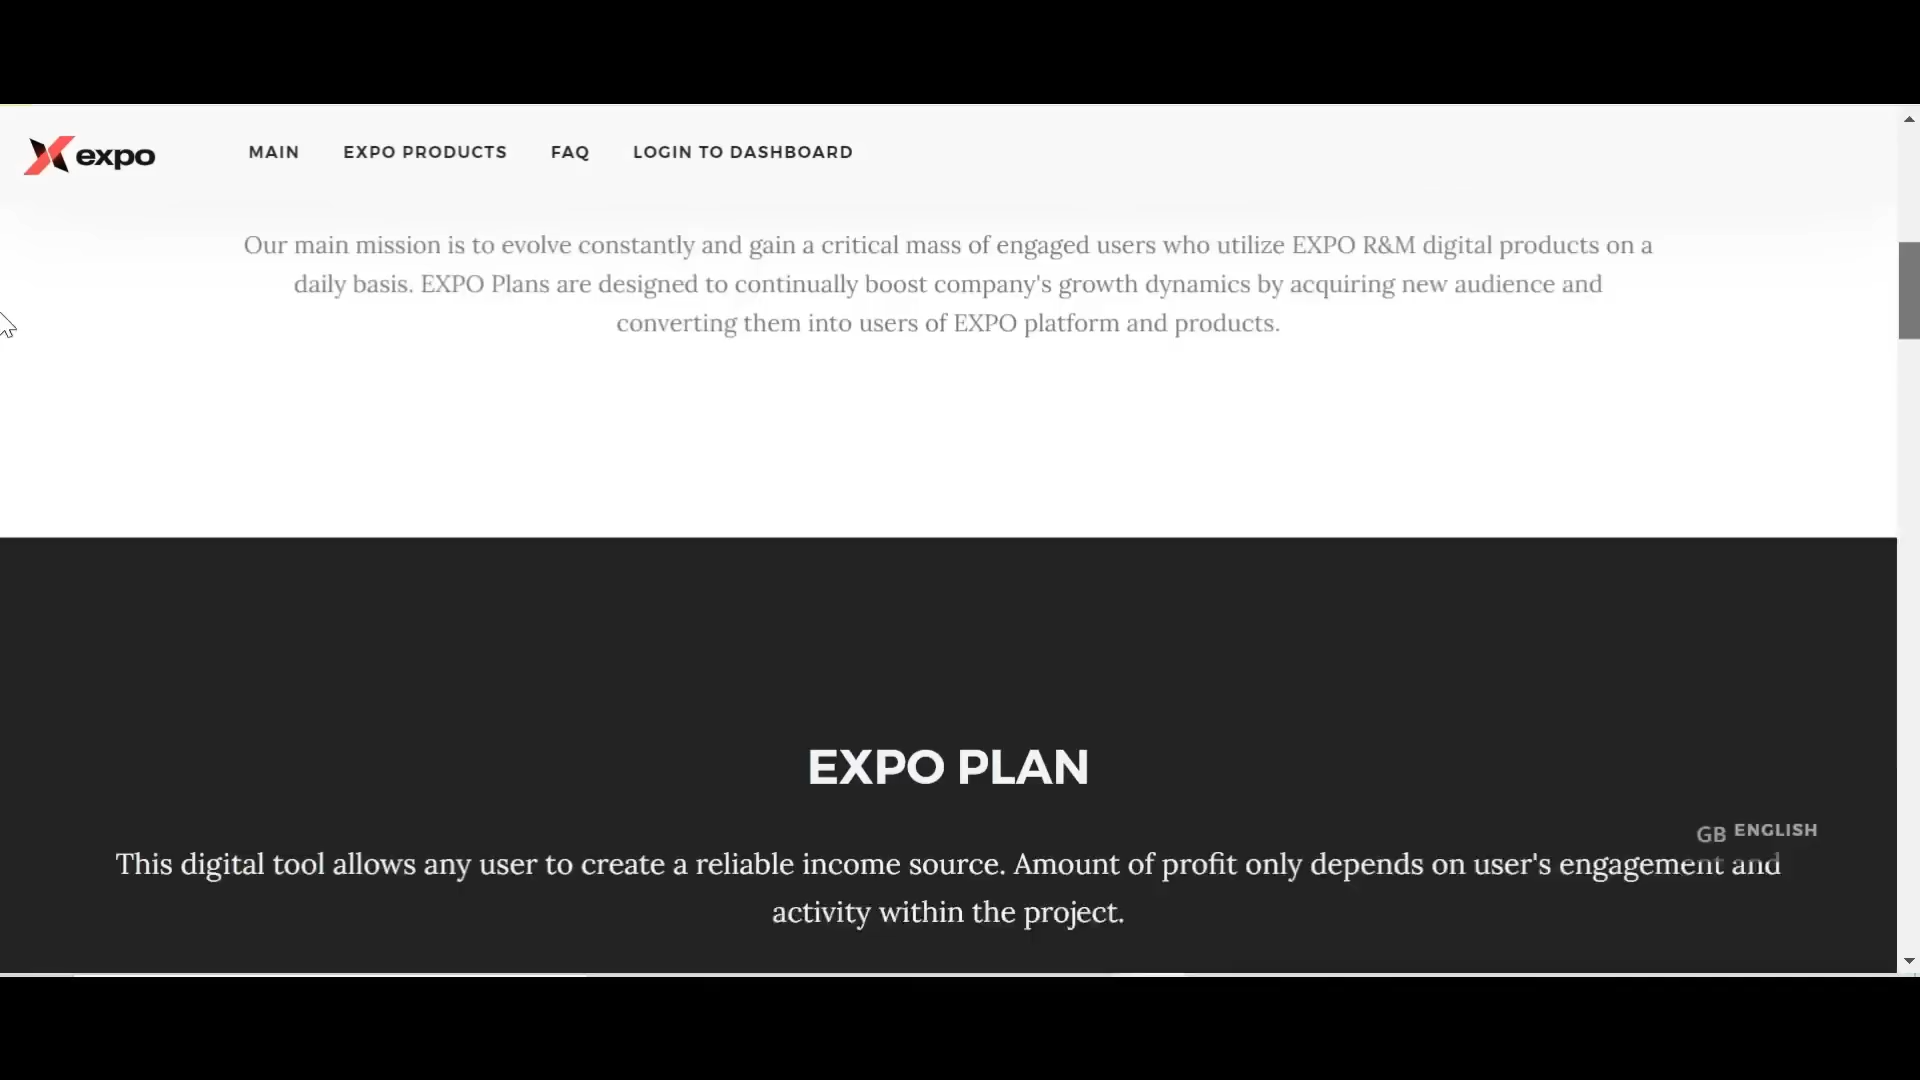 expo
MAIN
EXPO PRODUCTS
FAQ
LOGIN TO DASHBOARD
Our main mission is to evolve constantly and gain a critical mass of engaged users who utilize EXPO R&M digital products on a
daily basis. EXPO Plans are designed to continually boost company's growth dynamics by acquiring new audience and
converting them into users of EXPO platform and products.
EXPO PLAN
GB ENGLISH
This digital tool allows any user to create a reliable income source. Amount of profit only depends on user's engagement and
activity within the project.